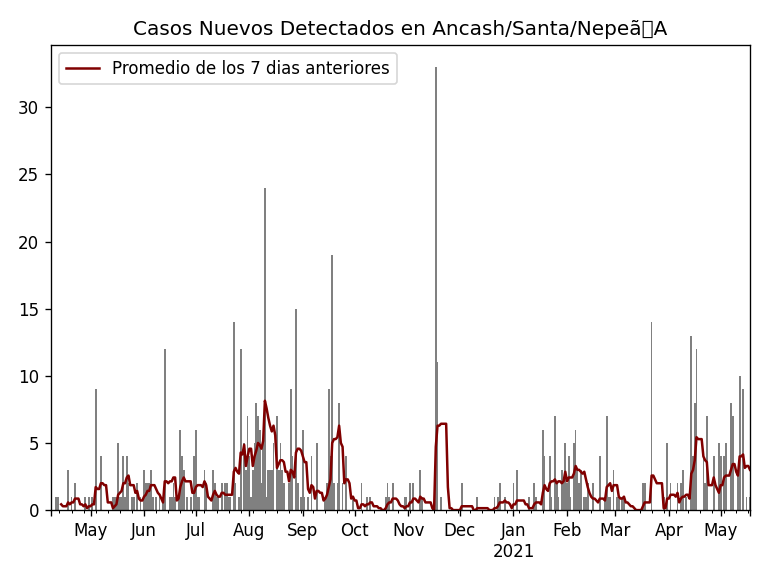 Casos Nuevos Detectados en Ancash/Santa/Nepeã▯A
Promedio de los 7 dias anteriores
30
25
20
15
10
5
0
May Jun Jul Aug Sep Oct Nov Dec Jan Feb Mar Apr May
2021